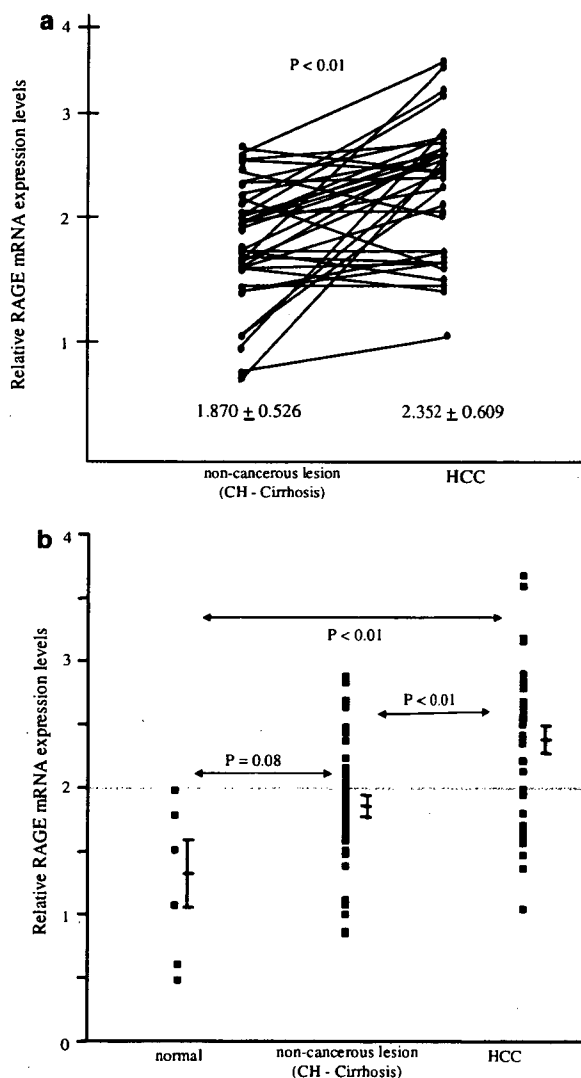 a
4
P < 0.01
3
2
1
Relative RAGE mRNA expression levels
1.870 ± 0.526
2.352 ± 0.609
non-cancerous lesion
(CH - Cirrhosis)
HCC
b
4
P < 0.01
3
P < 0.01
P = 0.08
2
1
0
Relative RAGE mRNA expression levels
normal
non-cancerous lesion
(CH - Cirrhosis)
HCC